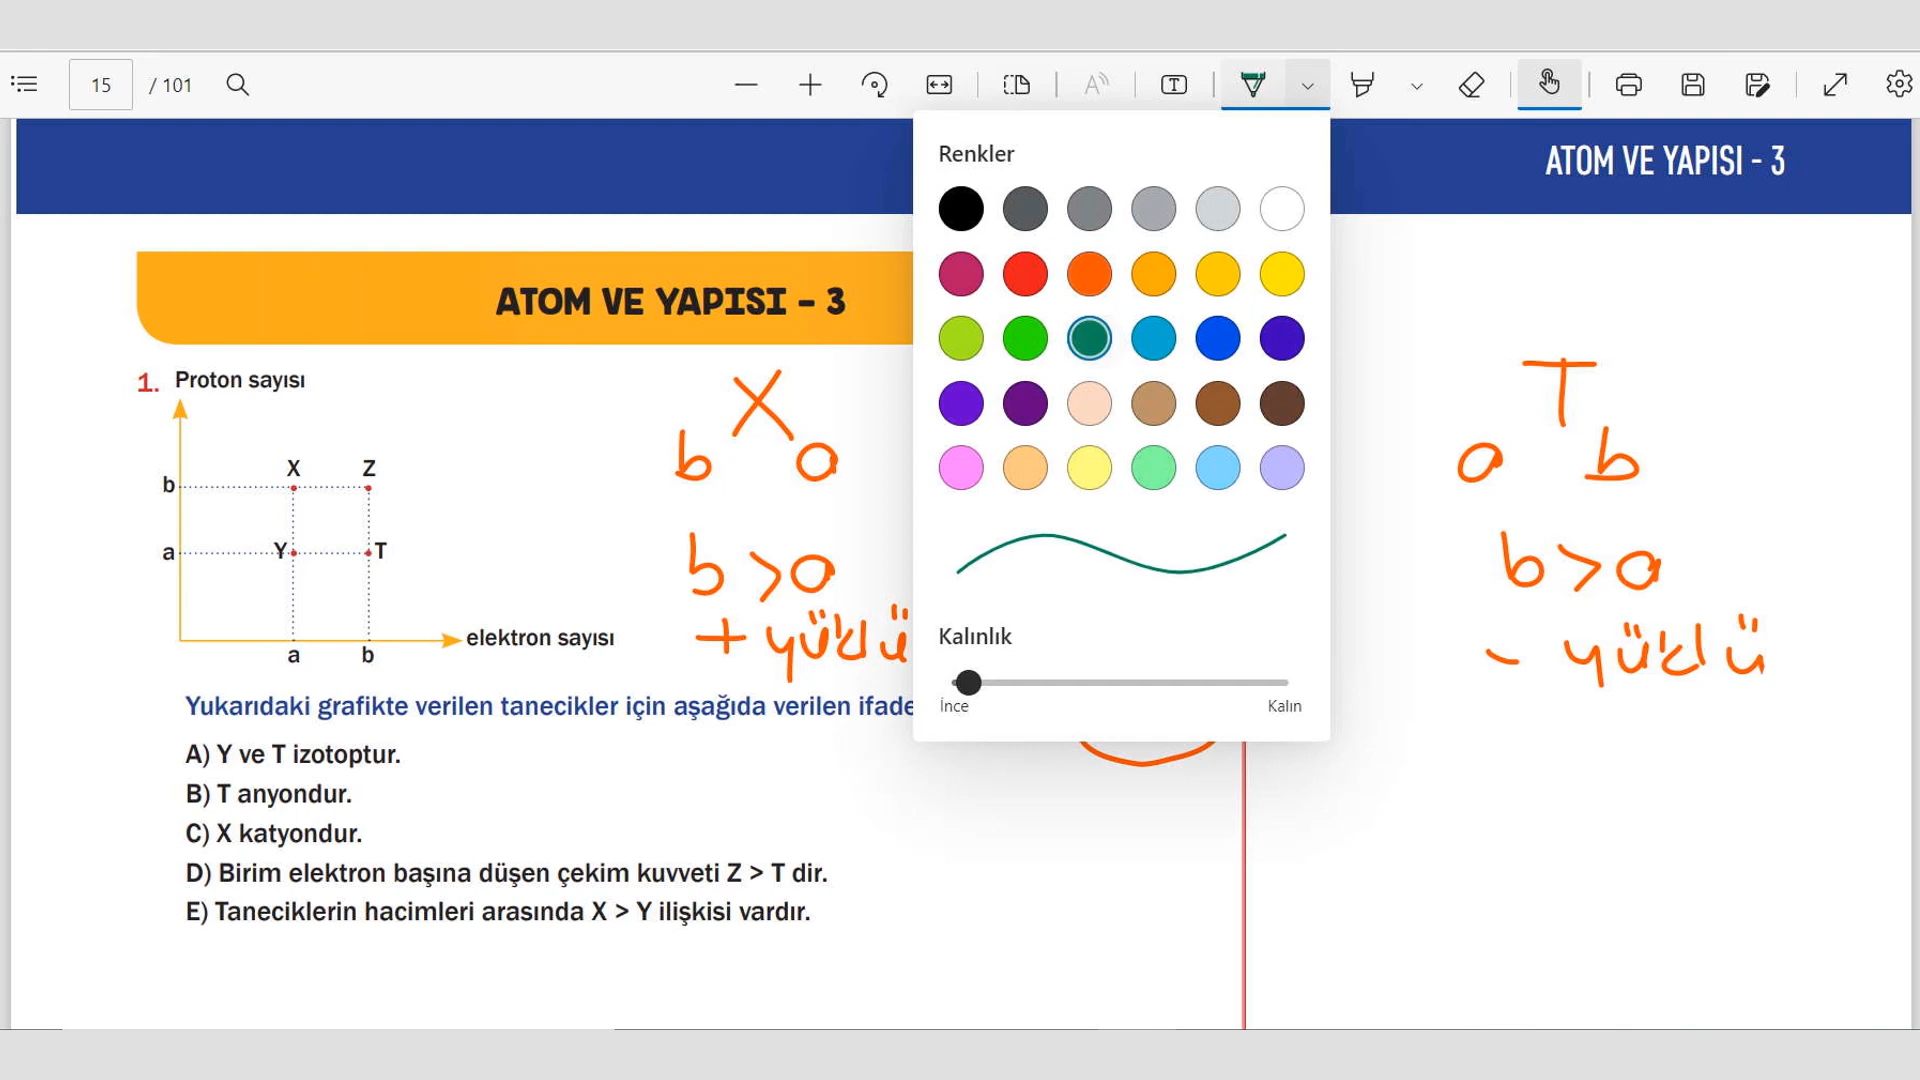 15 / 101
ATOM VE YAPISI - 3
Renkler
ATOM VE YAPISI - 3
1. Proton sayısı
X T
b a a b
X Z
b
a Y T
b > a b > a
+ yüklü - yüklü
elektron sayısı
a b
Kalınlık
İnce Kalın
Yukarıdaki grafikte verilen tanecikler için aşağıda verilen ifade
A) Y ve T izotoptur.
B) T anyondur.
C) X katyondur.
D) Birim elektron başına düşen çekim kuvveti Z > T dir.
E) Taneciklerin hacimleri arasında X > Y ilişkisi vardır.